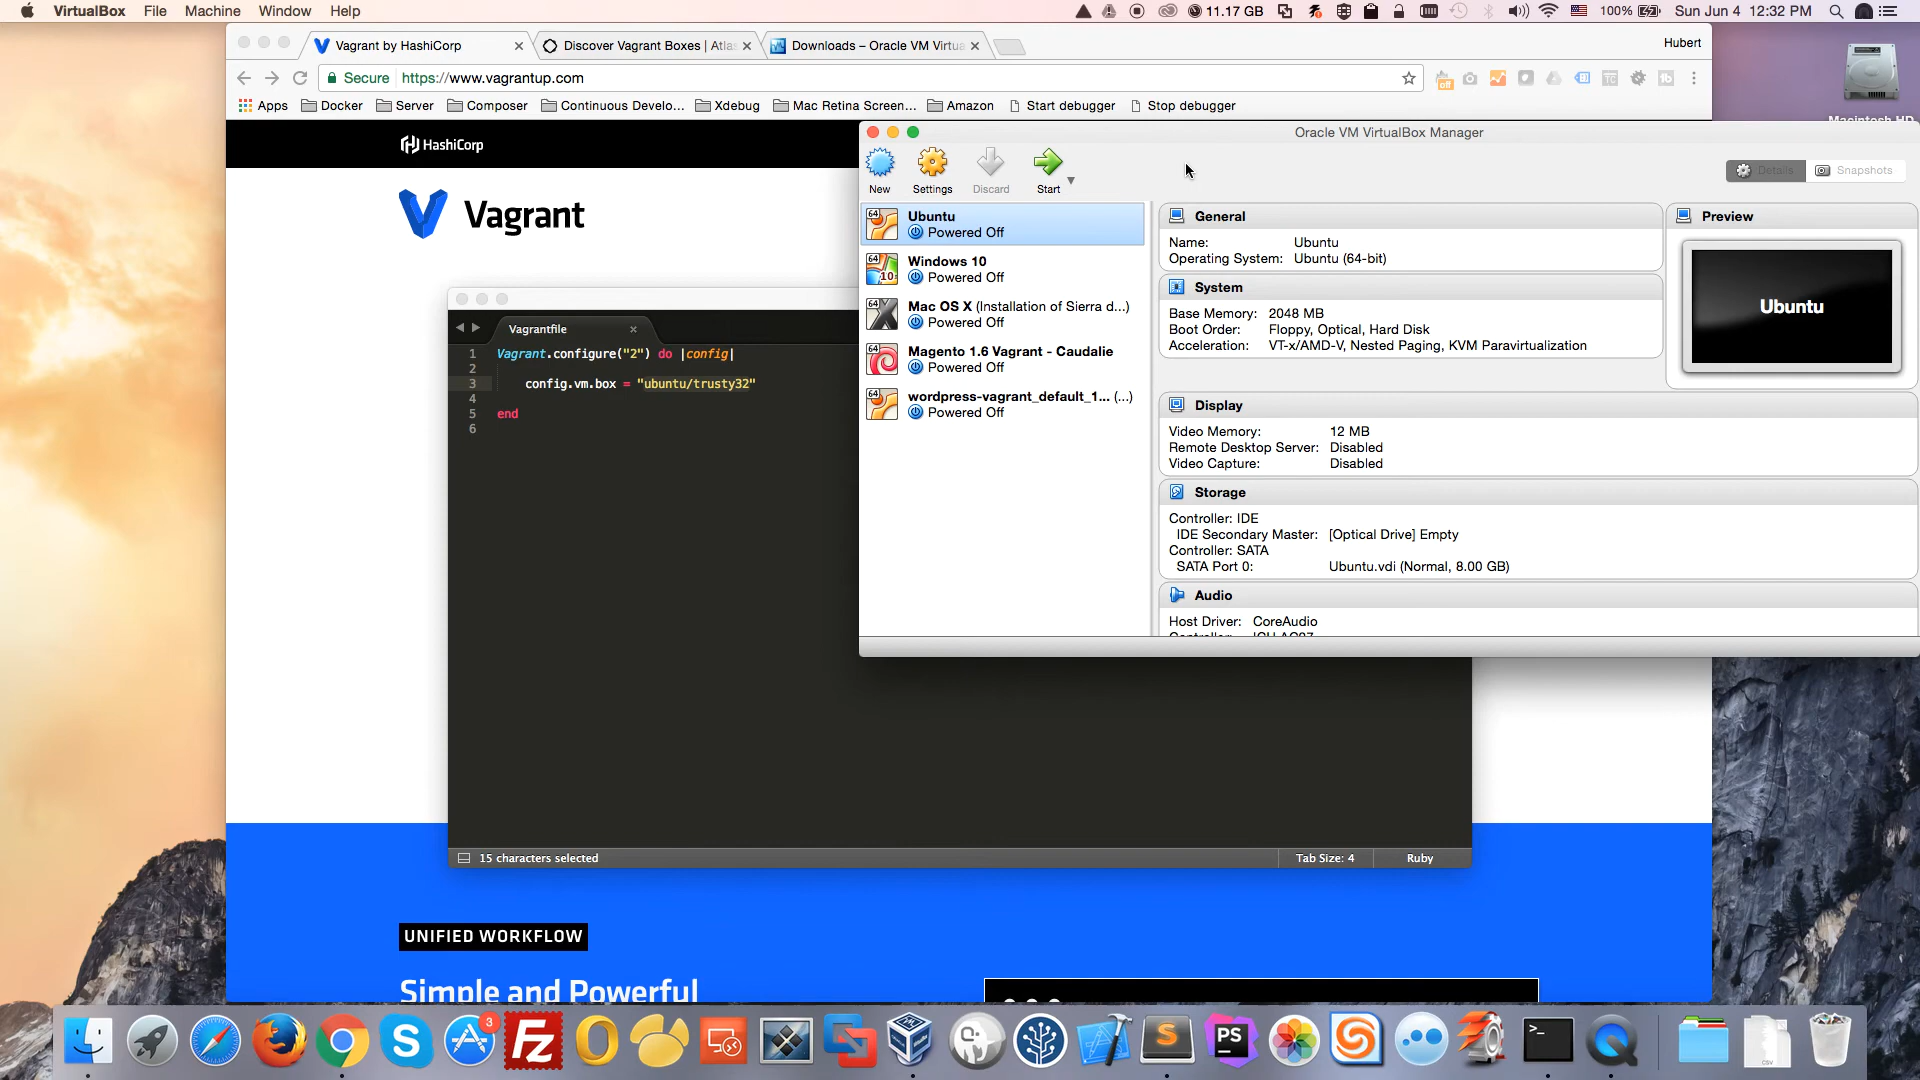 VirtualBox File Machine Window Help
11.17 GB 100% Sun Jun 4 12:32 PM
Vagrant by HashiCorp
Discover Vagrant Boxes | Atlas
Downloads – Oracle VM Virtua
Hubert
Secure https://www.vagrantup.com
Apps Docker Server Composer Continuous Develo... Xdebug Mac Retina Screen... Amazon Start debugger Stop debugger
HashiCorp
Vagrant
Oracle VM VirtualBox Manager
New Settings Discard Start
Details Snapshots
Ubuntu
Powered Off
Windows 10
Powered Off
Mac OS X (Installation of Sierra d...)
Powered Off
Magento 1.6 Vagrant - Caudalie
Powered Off
wordpress-vagrant_default_1... (...)
Powered Off
General
Name: Ubuntu
Operating System: Ubuntu (64-bit)
System
Base Memory: 2048 MB
Boot Order: Floppy, Optical, Hard Disk
Acceleration: VT-x/AMD-V, Nested Paging, KVM Paravirtualization
Preview
Ubuntu
Display
Video Memory: 12 MB
Remote Desktop Server: Disabled
Video Capture: Disabled
Storage
Controller: IDE
IDE Secondary Master: [Optical Drive] Empty
Controller: SATA
SATA Port 0: Ubuntu.vdi (Normal, 8.00 GB)
Audio
Host Driver: CoreAudio
Vagrantfile
1 Vagrant.configure("2") do |config|
2
3 config.vm.box = "ubuntu/trusty32"
4
5 end
6
15 characters selected
Tab Size: 4
Ruby
UNIFIED WORKFLOW
Simple and Powerful